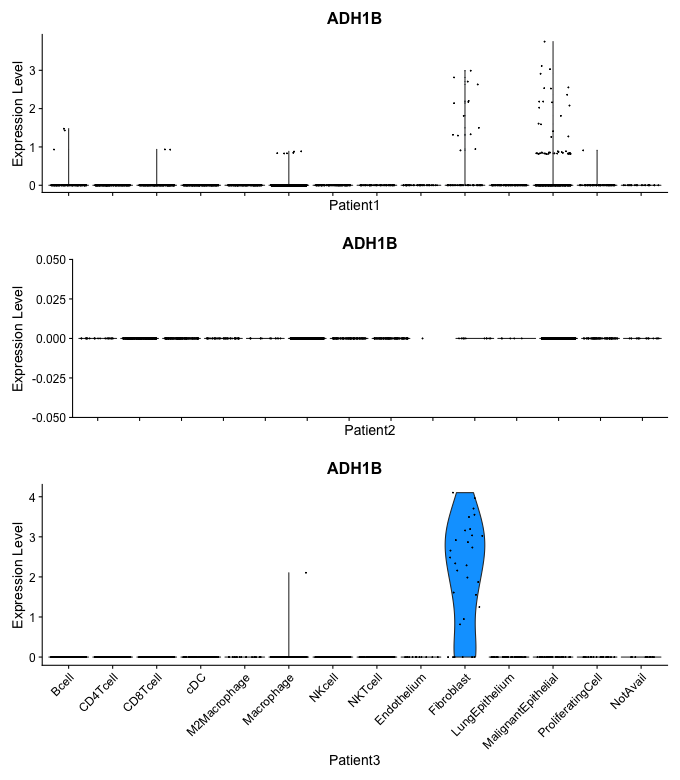 ADH1B
Expression Level
3
2
1
0
Patient1
ADH1B
Expression Level
0.050
0.025
0.000
-0.025
-0.050
Patient2
ADH1B
Expression Level
4
3
2
1
0
Bcell
CD4Tcell
CD8Tcell
cDC
M2Macrophage
Macrophage
NKcell
NKTcell
Endothelium
Fibroblast
LungEpithelium
MalignantEpithelial
ProliferatingCell
NotAvail
Patient3